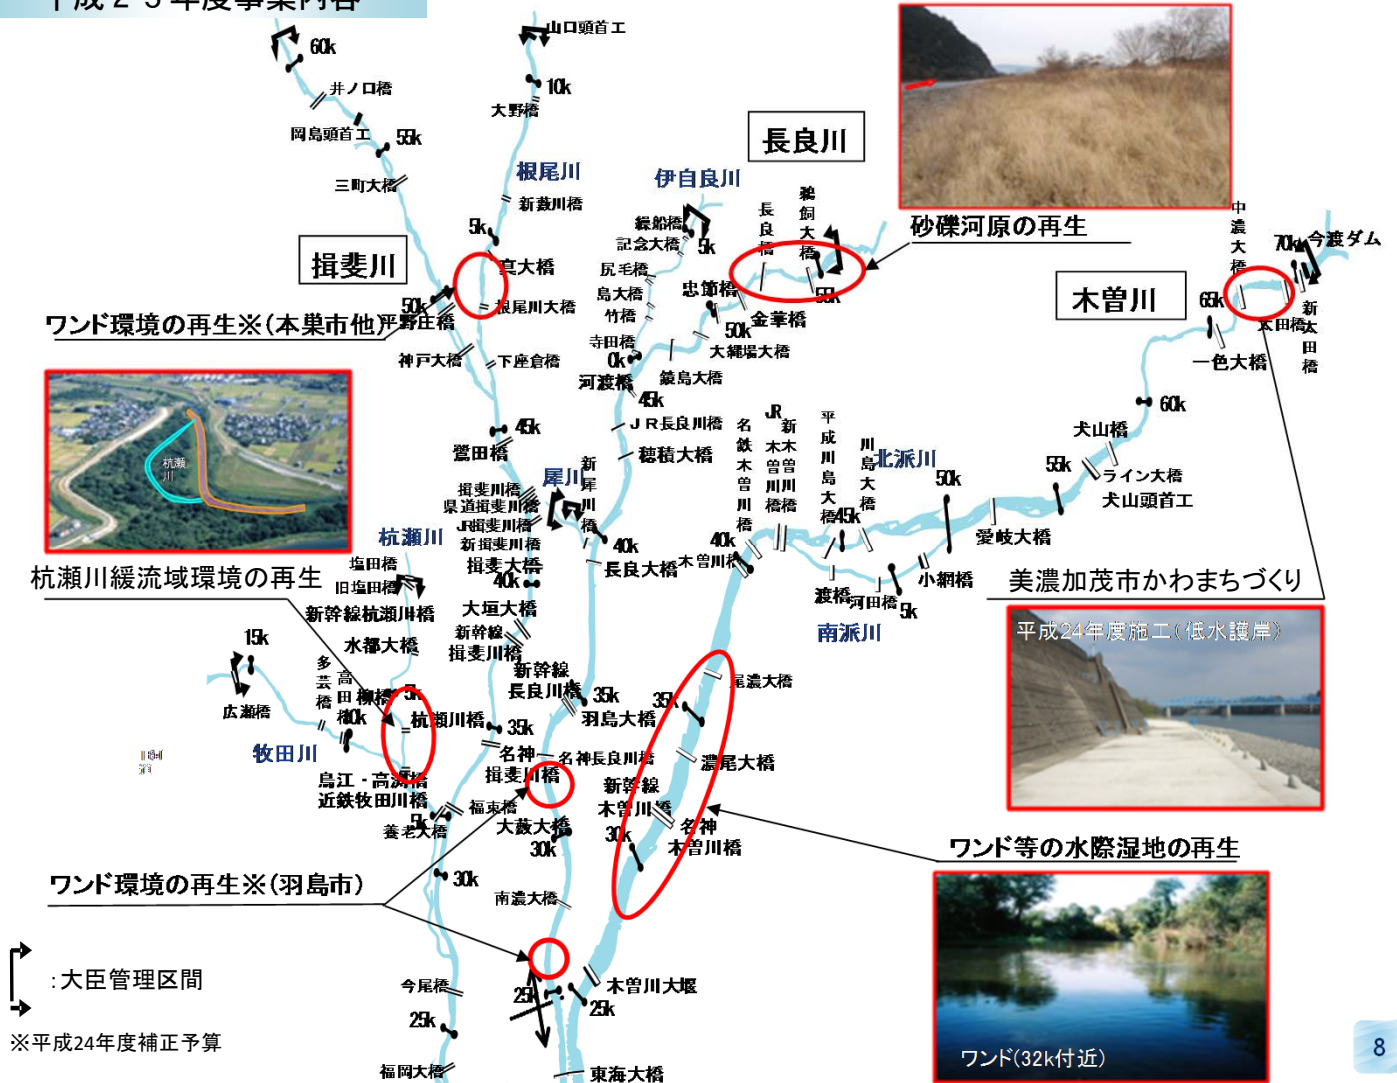 平成25年度事業内容
山口頭首工
60k
10k
井ノ口橋
大野橋
岡島頭首工
55k
長良川
根尾川
伊自良川
三町大橋
新薮川橋
5k
繰船橋
記念大橋
5k
長良橋
鵜飼大橋
砂礫河原の再生
中濃大橋
70k
今渡ダム
揖斐川
真大橋
尻毛橋
島大橋
竹橋
忠節橋
55k
木曽川
65k
50k
根尾川大橋
平野庄橋
ワンド環境の再生※(本巣市他)
金華橋
50k
太田橋
新太田橋
寺田橋
0k
大縄場大橋
一色大橋
神戸大橋
下座倉橋
河渡橋
鏡島大橋
45k
60k
JR長良川橋
穂積大橋
45k
鷺田橋
名鉄木曽川橋
JR木曽川橋
新木曽川橋
平成川島大橋
川島大橋
北派川
犬山橋
ライン大橋
犬山頭首工
55k
50k
杭瀬川
犀川
新犀川橋
揖斐川橋
県道揖斐川橋
JR揖斐川橋
新揖斐川橋
揖斐大橋
40k
40k
長良大橋
45k
40k
木曽川橋
愛岐大橋
小網橋
渡橋
河田橋
5k
南派川
杭瀬川
杭瀬川緩流域環境の再生
塩田橋
旧塩田橋
新幹線杭瀬川橋
水都大橋
大垣大橋
新幹線
揖斐川橋
美濃加茂市かわまちづくり
平成24年度施工(低水護岸)
15k
多芸橋
高田橋
柳橋
5k
10k
広瀬橋
牧田川
杭瀬川橋
35k
新幹線
長良川橋
35k
羽島大橋
尾濃大橋
35k
名神
揖斐川橋
名神長良川橋
濃尾大橋
新幹線
木曽川橋
名神
木曽川橋
30k
烏江・高渕橋
近鉄牧田川橋
5k
養老大橋
福束橋
大薮大橋
30k
ワンド等の水際湿地の再生
ワンド環境の再生※(羽島市)
30k
南濃大橋
:大臣管理区間
今尾橋
25k
木曽川大堰
25k
25k
※平成24年度補正予算
福岡大橋
東海大橋
ワンド(32k付近)
8